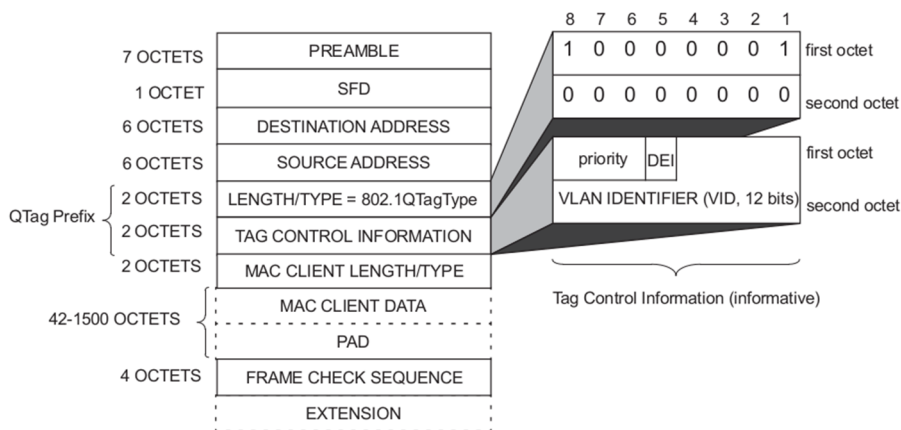 8 7 6 5 4 3 2 1
7 OCTETS PREAMBLE 1 0 0 0 0 0 0 1 first octet
1 OCTET SFD 0 0 0 0 0 0 0 0 second octet
6 OCTETS DESTINATION ADDRESS
6 OCTETS SOURCE ADDRESS priority DEI first octet
2 OCTETS LENGTH/TYPE = 802.1QTagType VLAN IDENTIFIER (VID, 12 bits) second octet
QTag Prefix
2 OCTETS TAG CONTROL INFORMATION
2 OCTETS MAC CLIENT LENGTH/TYPE
Tag Control Information (informative)
42-1500 OCTETS MAC CLIENT DATA
PAD
4 OCTETS FRAME CHECK SEQUENCE
EXTENSION